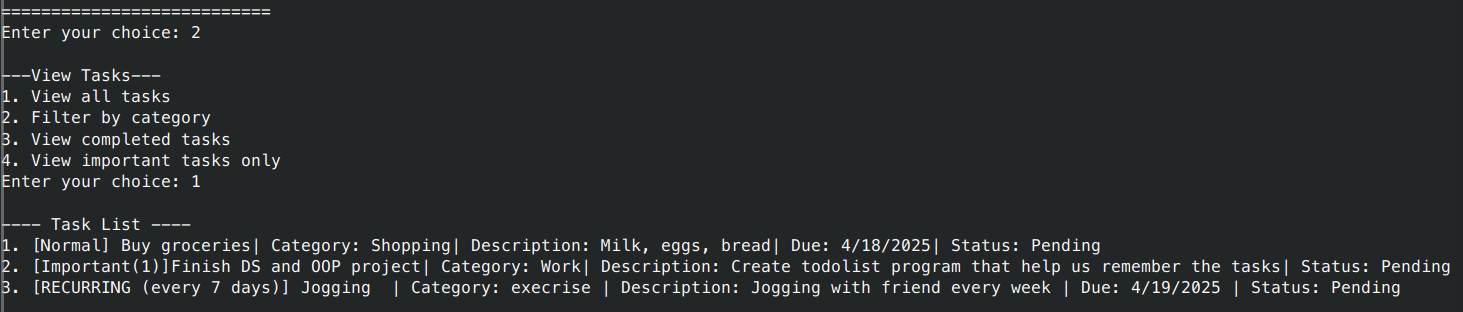 ===========================
Enter your choice: 2
---View Tasks---
1. View all tasks
2. Filter by category
3. View completed tasks
4. View important tasks only
Enter your choice: 1
---- Task List ----
1. [Normal] Buy groceries| Category: Shopping| Description: Milk, eggs, bread| Due: 4/18/2025| Status: Pending
2. [Important(1)]Finish DS and OOP project| Category: Work| Description: Create todolist program that help us remember the tasks| Status: Pending
3. [RECURRING (every 7 days)] Jogging  | Category: execrise | Description: Jogging with friend every week | Due: 4/19/2025 | Status: Pending